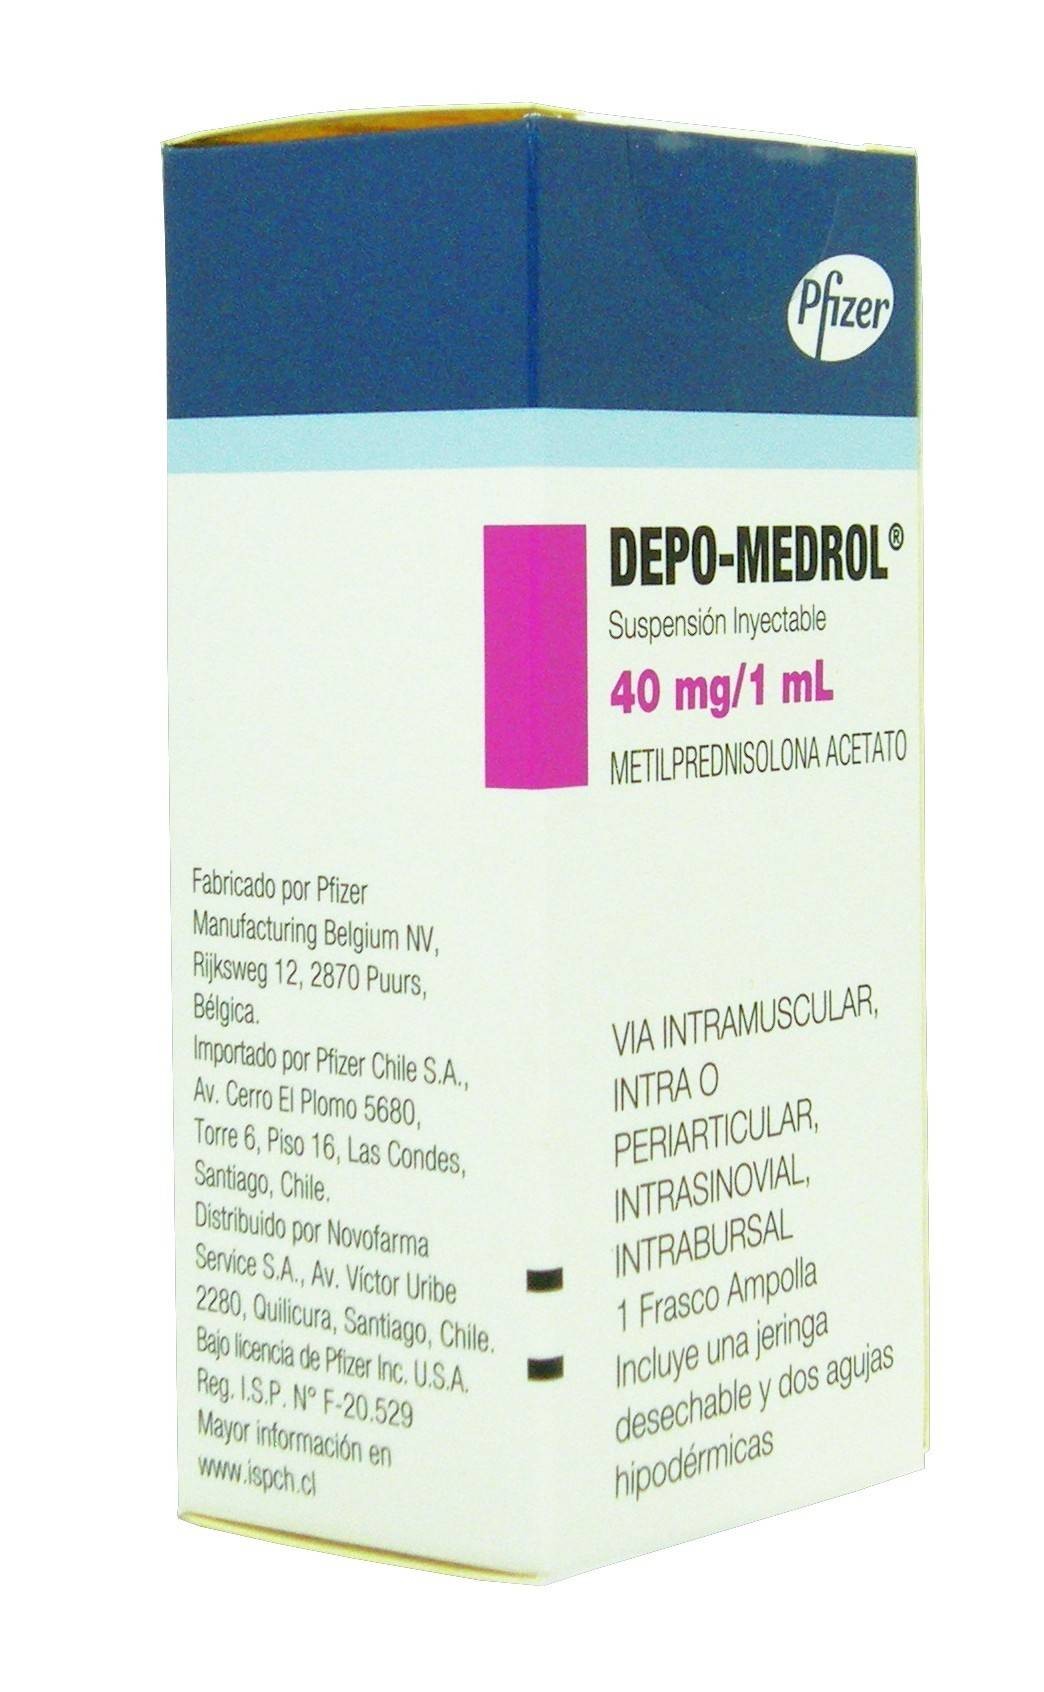 Pfizer
DEPO-MEDROL®
Suspensión Inyectable
40 mg/1 mL
METILPREDNISOLONA ACETATO
VIA INTRAMUSCULAR,
INTRA O
PERIARTICULAR,
INTRASINOVIAL,
INTRABURSAL
1 Frasco Ampolla
Incluye una jeringa
desechable y dos agujas
hipodérmicas
Fabricado por Pfizer
Manufacturing Belgium NV,
Rijksweg 12, 2870 Puurs,
Bélgica.
Importado por Pfizer Chile S.A.,
Av. Cerro El Plomo 5680,
Torre 6, Piso 16, Las Condes,
Santiago, Chile.
Distribuido por Novofarma
Service S.A., Av. Víctor Uribe
2280, Quilicura, Santiago, Chile.
Bajo licencia de Pfizer Inc. U.S.A.
Reg. I.S.P. N° F-20.529
Mayor información en
www.ispch.cl